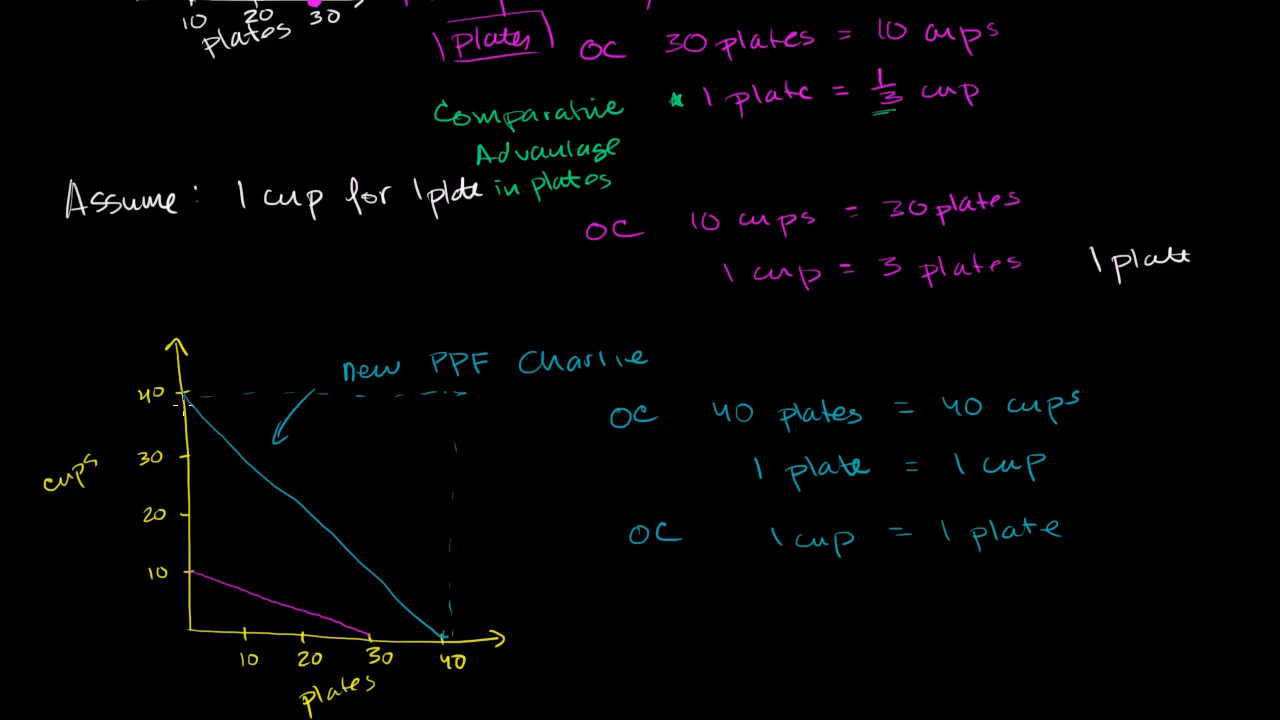 10 20 30
plates
plates OC 30 plates = 10 cups
Comparative * 1 plate = 1/3 cup
Advantage
in plates
Assume: 1 cup for 1 plate
OC 10 cups = 30 plates
1 cup = 3 plates 1 plate
new PPF Charlie
40
30
20
10
cups
10 20 30 40
plates
OC 40 plates = 40 cups
1 plate = 1 cup
OC 1 cup = 1 plate